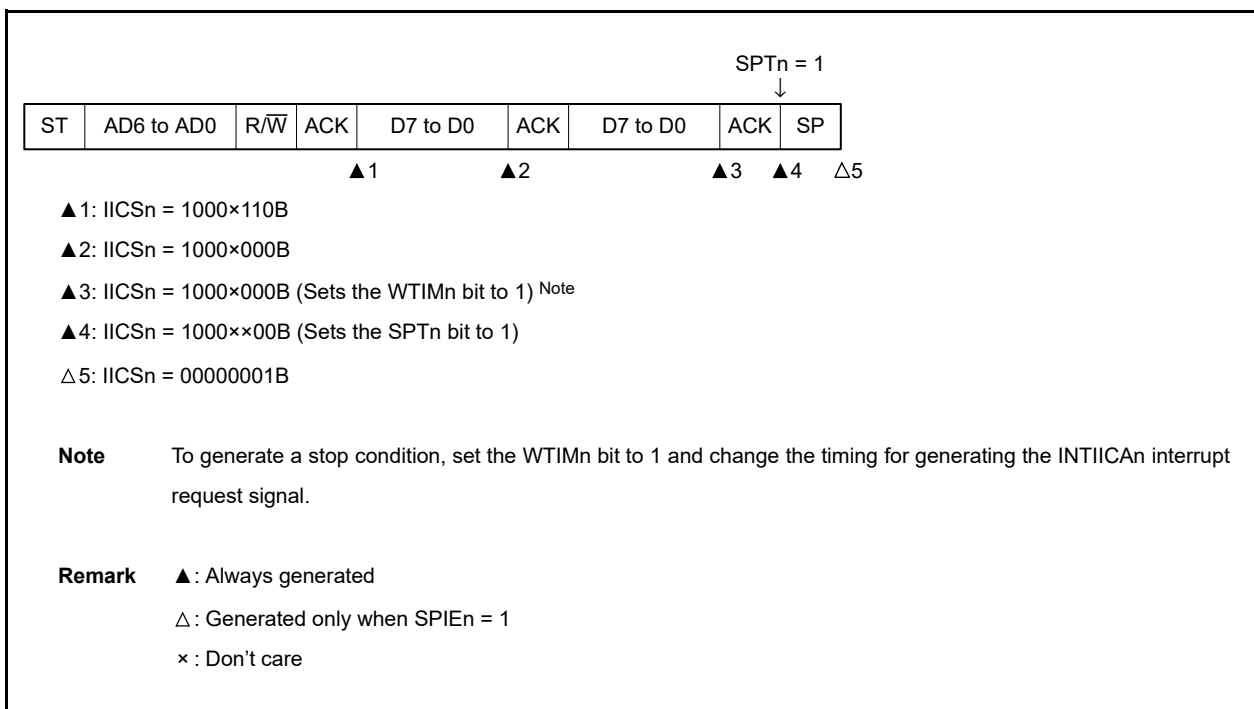 SPTn = 1
↓
ST AD6 to AD0 R/W̅ ACK D7 to D0 ACK D7 to D0 ACK SP
▲1 ▲2 ▲3 ▲4 △5
▲1: IICSn = 1000×110B
▲2: IICSn = 1000×000B
▲3: IICSn = 1000×000B (Sets the WTIMn bit to 1) Note
▲4: IICSn = 1000××00B (Sets the SPTn bit to 1)
△5: IICSn = 00000001B
Note To generate a stop condition, set the WTIMn bit to 1 and change the timing for generating the INTIICAn interrupt
request signal.
Remark ▲: Always generated
△: Generated only when SPIEn = 1
×: Don't care